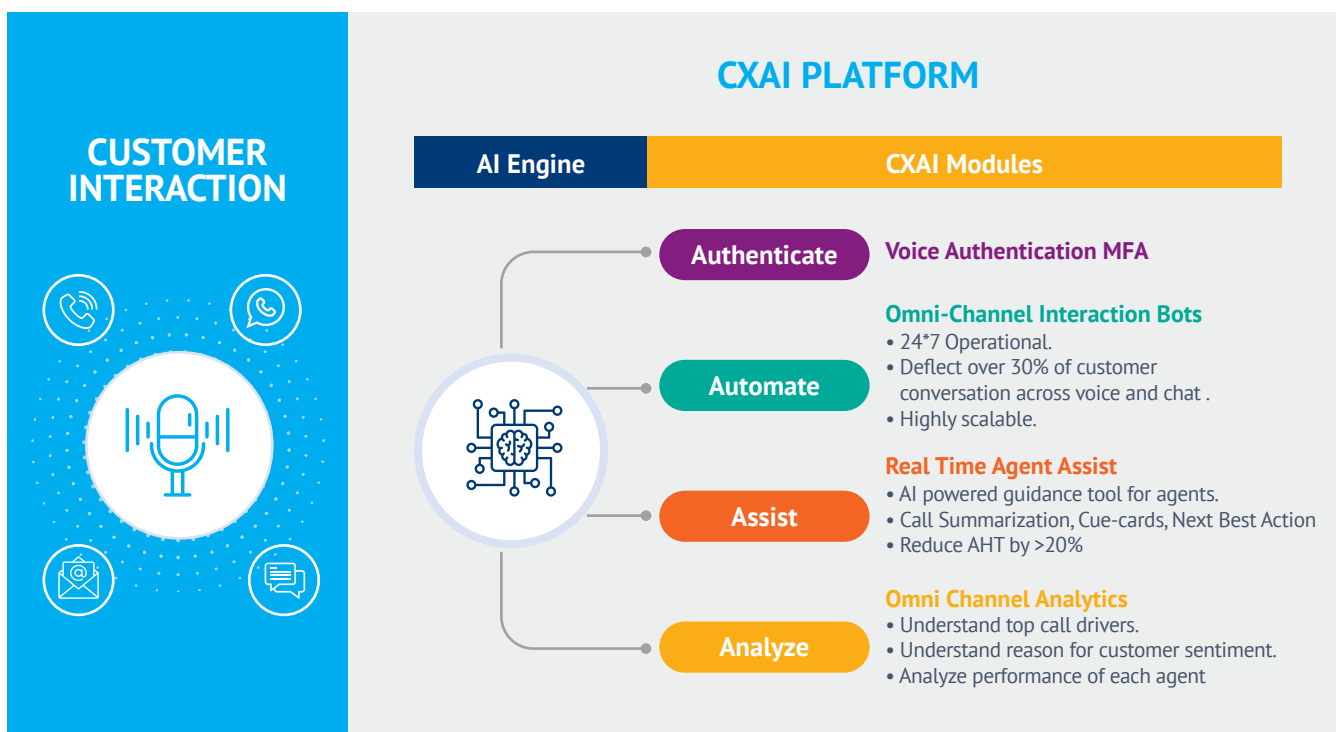 CUSTOMER
INTERACTION
CXAI PLATFORM
AI Engine
CXAI Modules
Authenticate
Voice Authentication MFA
Automate
Omni-Channel Interaction Bots
• 24*7 Operational.
• Deflect over 30% of customer
conversation across voice and chat .
• Highly scalable.
Assist
Real Time Agent Assist
• AI powered guidance tool for agents.
• Call Summarization, Cue-cards, Next Best Action
• Reduce AHT by >20%
Analyze
Omni Channel Analytics
• Understand top call drivers.
• Understand reason for customer sentiment.
• Analyze performance of each agent